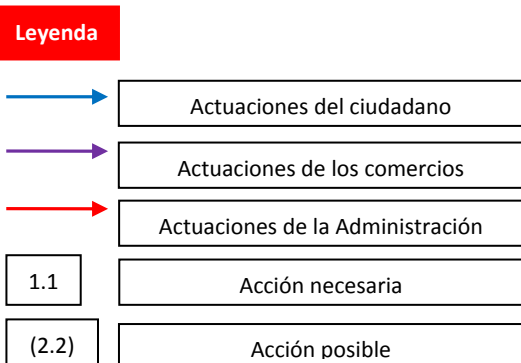 Leyenda
Actuaciones del ciudadano
Actuaciones de los comercios
Actuaciones de la Administración
1.1 Acción necesaria
(2.2) Acción posible